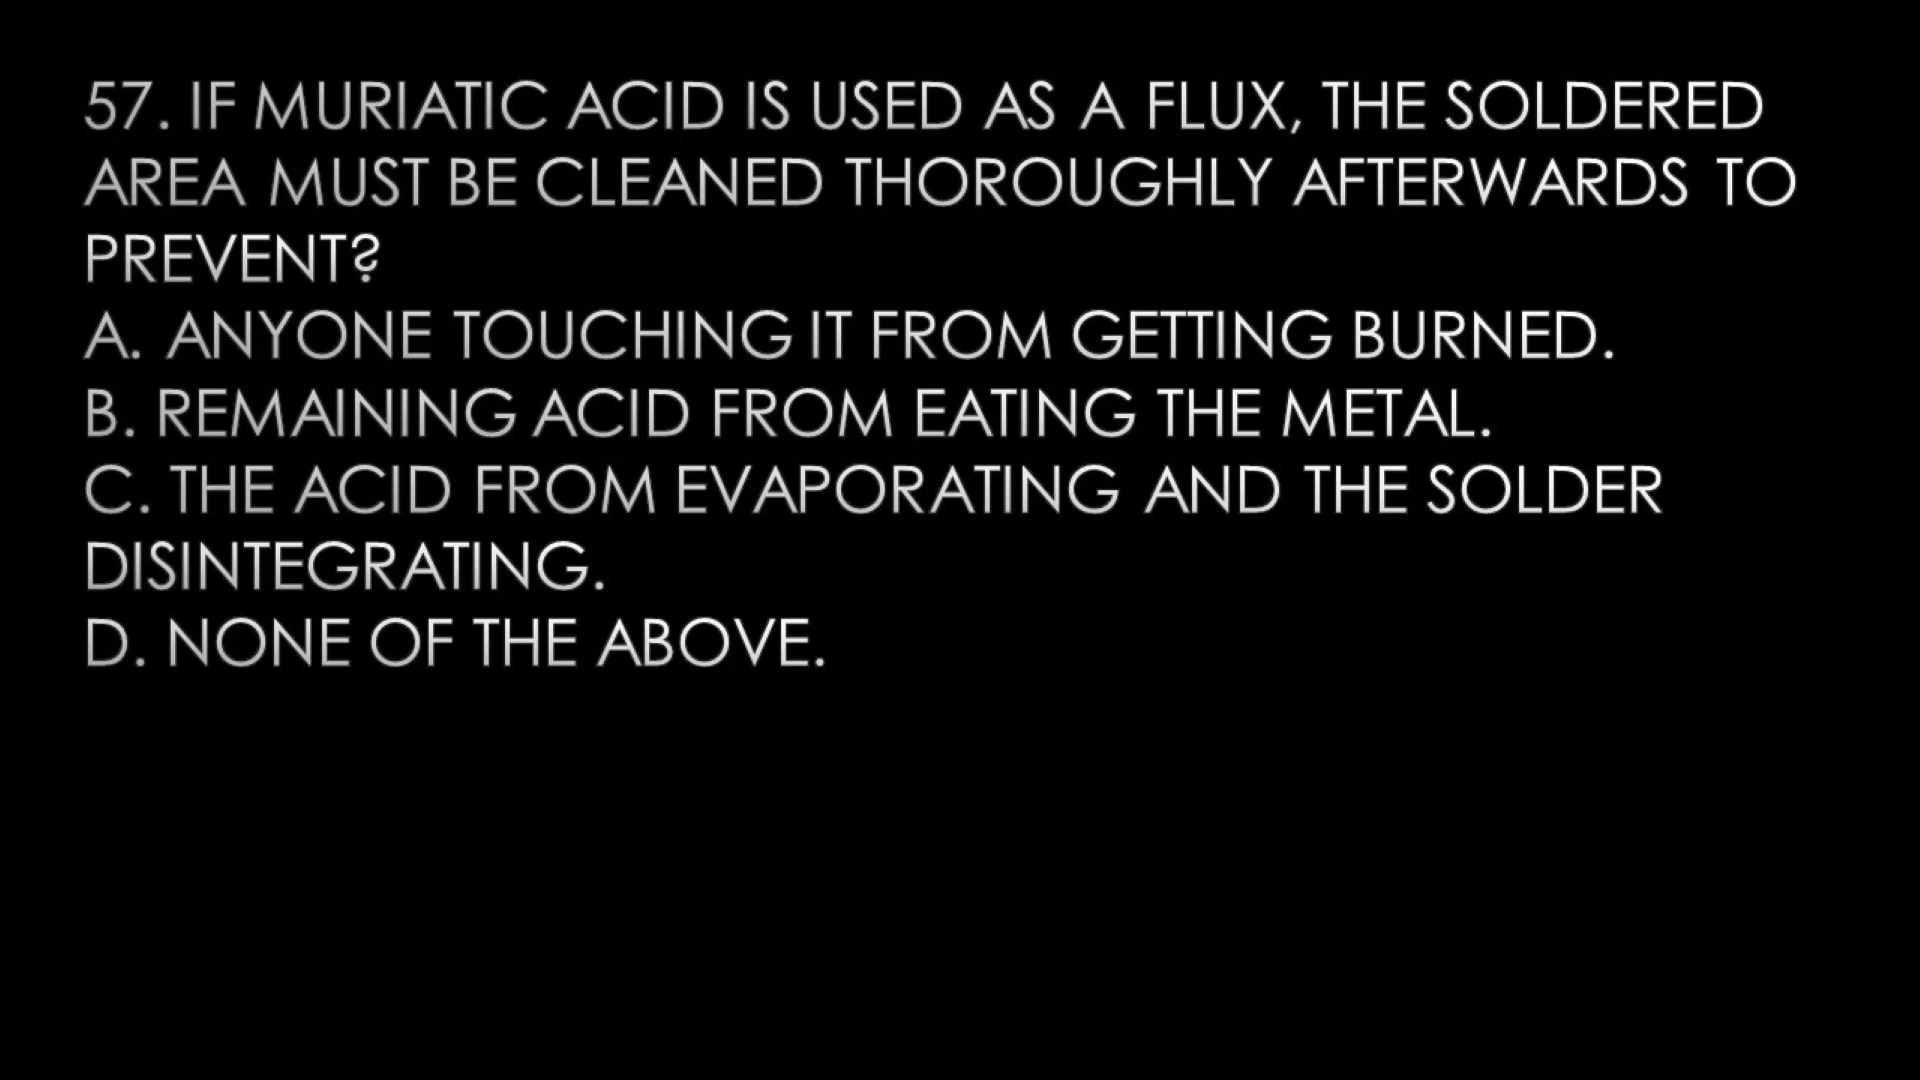 57. IF MURIATIC ACID IS USED AS A FLUX, THE SOLDERED
AREA MUST BE CLEANED THOROUGHLY AFTERWARDS TO
PREVENT?
A. ANYONE TOUCHING IT FROM GETTING BURNED.
B. REMAINING ACID FROM EATING THE METAL.
C. THE ACID FROM EVAPORATING AND THE SOLDER
DISINTEGRATING.
D. NONE OF THE ABOVE.